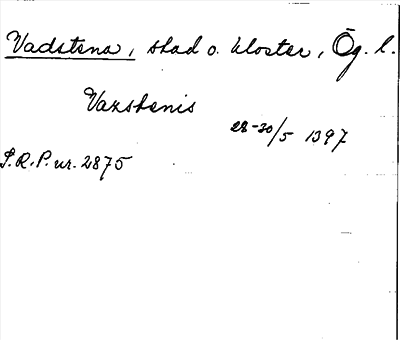 Vadstena, stad o. kloster, Ög. l.
Vazstenis
28-30/5 1397
S.R.P. nr. 2875